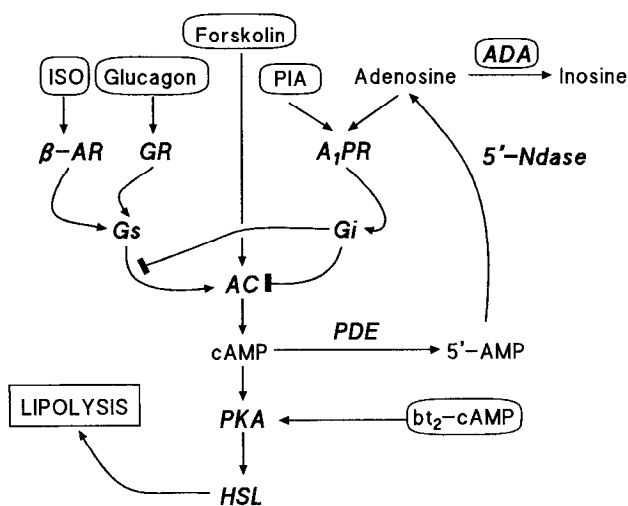 Forskolin
ISO Glucagon PIA Adenosine ADA Inosine
β-AR GR A₁PR 5′-Ndase
Gs Gi
AC
cAMP PDE 5′-AMP
LIPOLYSIS PKA bt₂-cAMP
HSL